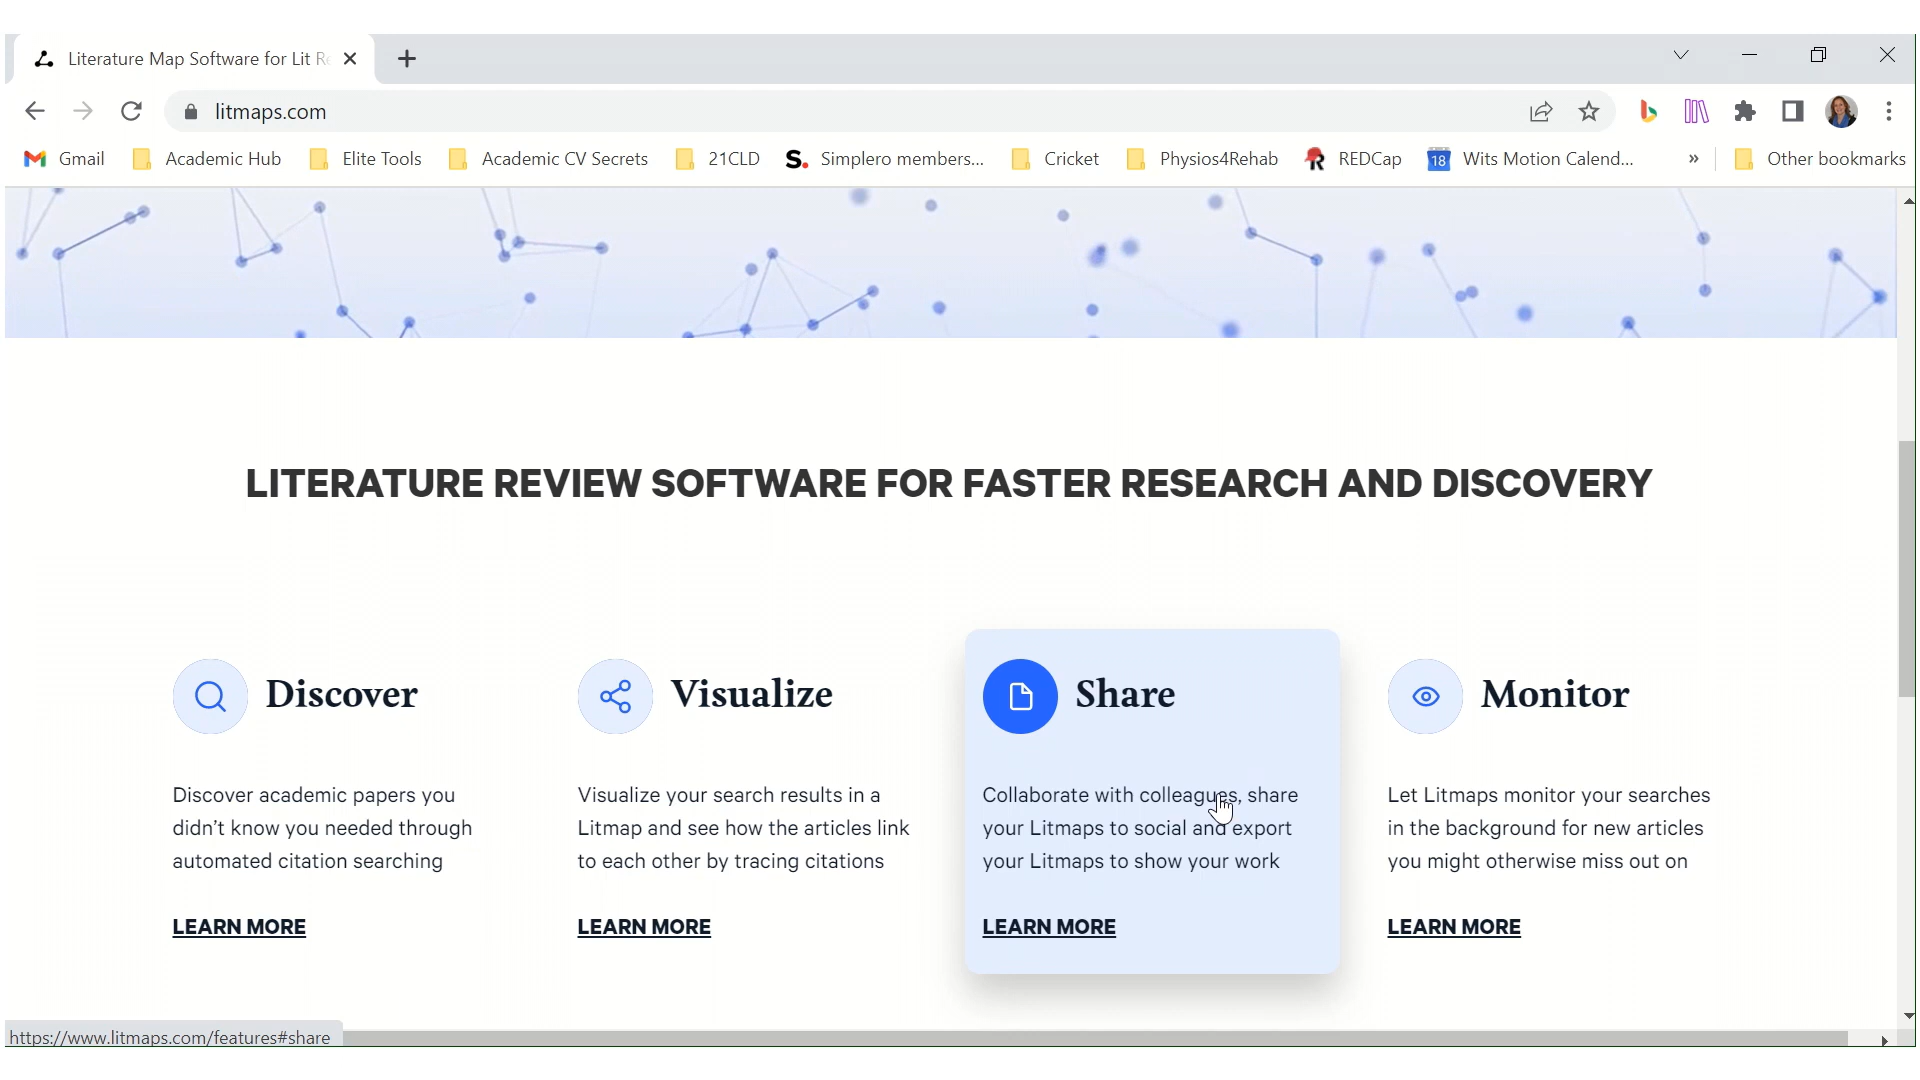 Literature Map Software for Lit Re
litmaps.com
Gmail Academic Hub Elite Tools Academic CV Secrets 21CLD S. Simplero members... Cricket Physios4Rehab REDCap 18 Wits Motion Calend... » Other bookmarks
LITERATURE REVIEW SOFTWARE FOR FASTER RESEARCH AND DISCOVERY
Discover
Discover academic papers you
didn’t know you needed through
automated citation searching
LEARN MORE
Visualize
Visualize your search results in a
Litmap and see how the articles link
to each other by tracing citations
LEARN MORE
Share
Collaborate with colleagues, share
your Litmaps to social and export
your Litmaps to show your work
LEARN MORE
Monitor
Let Litmaps monitor your searches
in the background for new articles
you might otherwise miss out on
LEARN MORE
https://www.litmaps.com/features#share